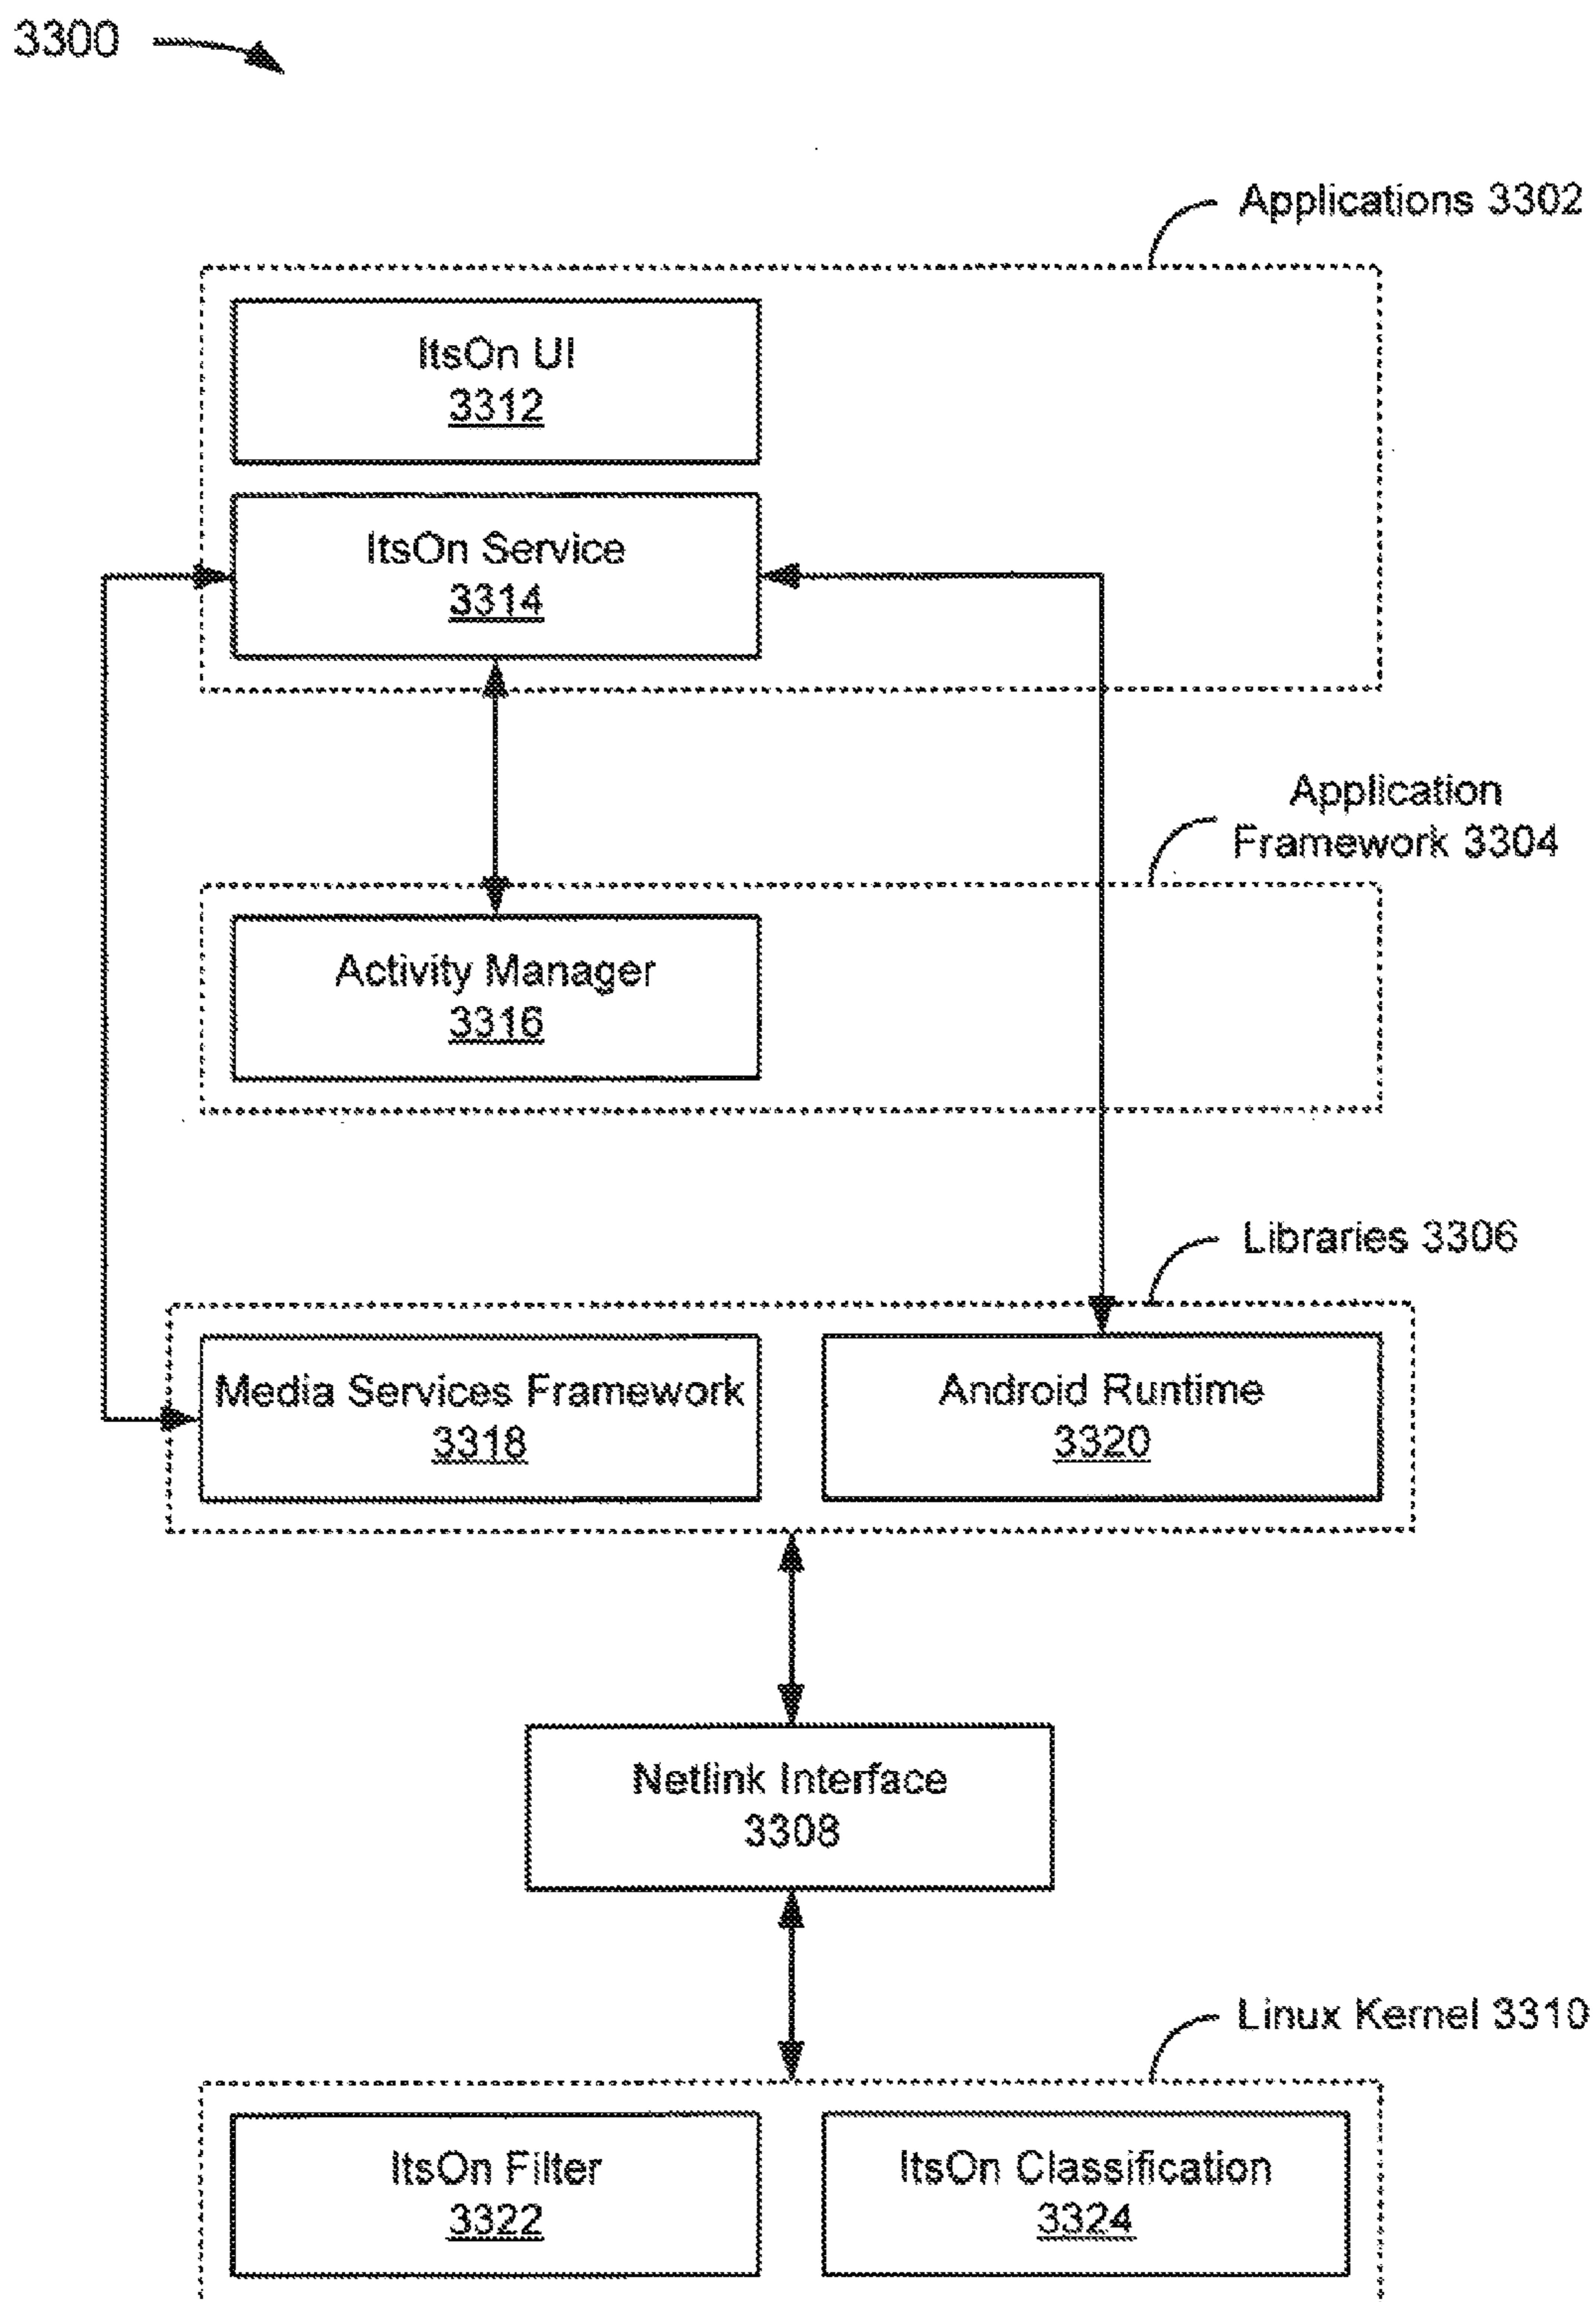 3300
Applications 3302
ItsOn UI
3312
ItsOn Service
3314
Application
Framework 3304
Activity Manager
3316
Libraries 3306
Media Services Framework
3318
Android Runtime
3320
Netlink Interface
3308
Linux Kernel 3310
ItsOn Filter
3322
ItsOn Classification
3324